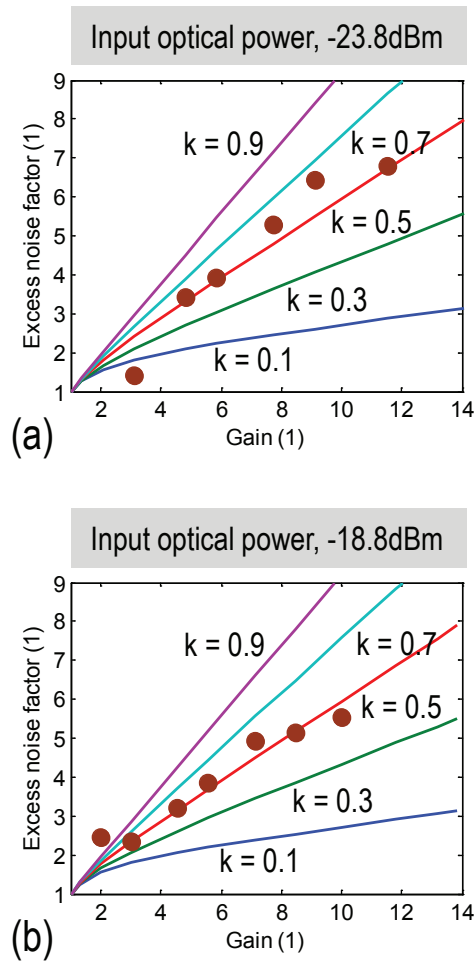 Input optical power, -23.8dBm
9
8
7
6
5
4
3
2
1
Excess noise factor (1)
k = 0.9
k = 0.7
k = 0.5
k = 0.3
k = 0.1
2 4 6 8 10 12 14
Gain (1)
(a)
Input optical power, -18.8dBm
9
8
7
6
5
4
3
2
1
Excess noise factor (1)
k = 0.9
k = 0.7
k = 0.5
k = 0.3
k = 0.1
2 4 6 8 10 12 14
Gain (1)
(b)